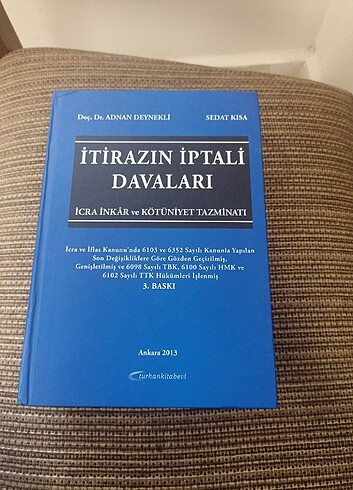 Doç. Dr. ADNAN DEYNEKLİ SEDAT KISA
İTİRAZIN İPTALİ
DAVALARI
İCRA İNKÂR ve KÖTÜNİYET TAZMİNATI
İcra ve İflas Kanunu'nda 6103 ve 6352 Sayılı Kanunla Yapılan
Son Değişikliklere Göre Gözden Geçirilmiş,
Genişletilmiş ve 6098 Sayılı TBK, 6100 Sayılı HMK ve
6102 Sayılı TTK Hükümleri İşlenmiş
3. BASKI
Ankara 2013
turhankitabevi